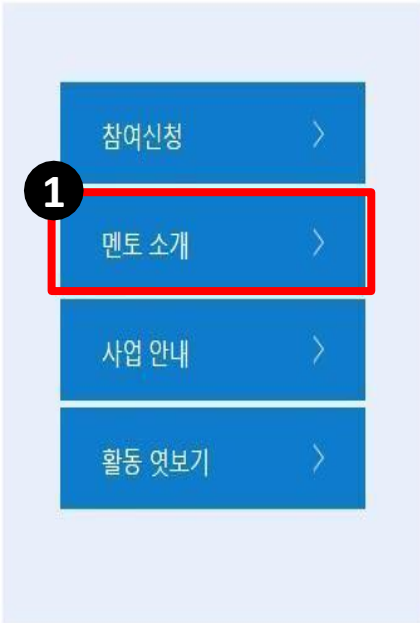 참여신청 〉
1
멘토 소개 〉
사업 안내 〉
활동 엿보기 〉